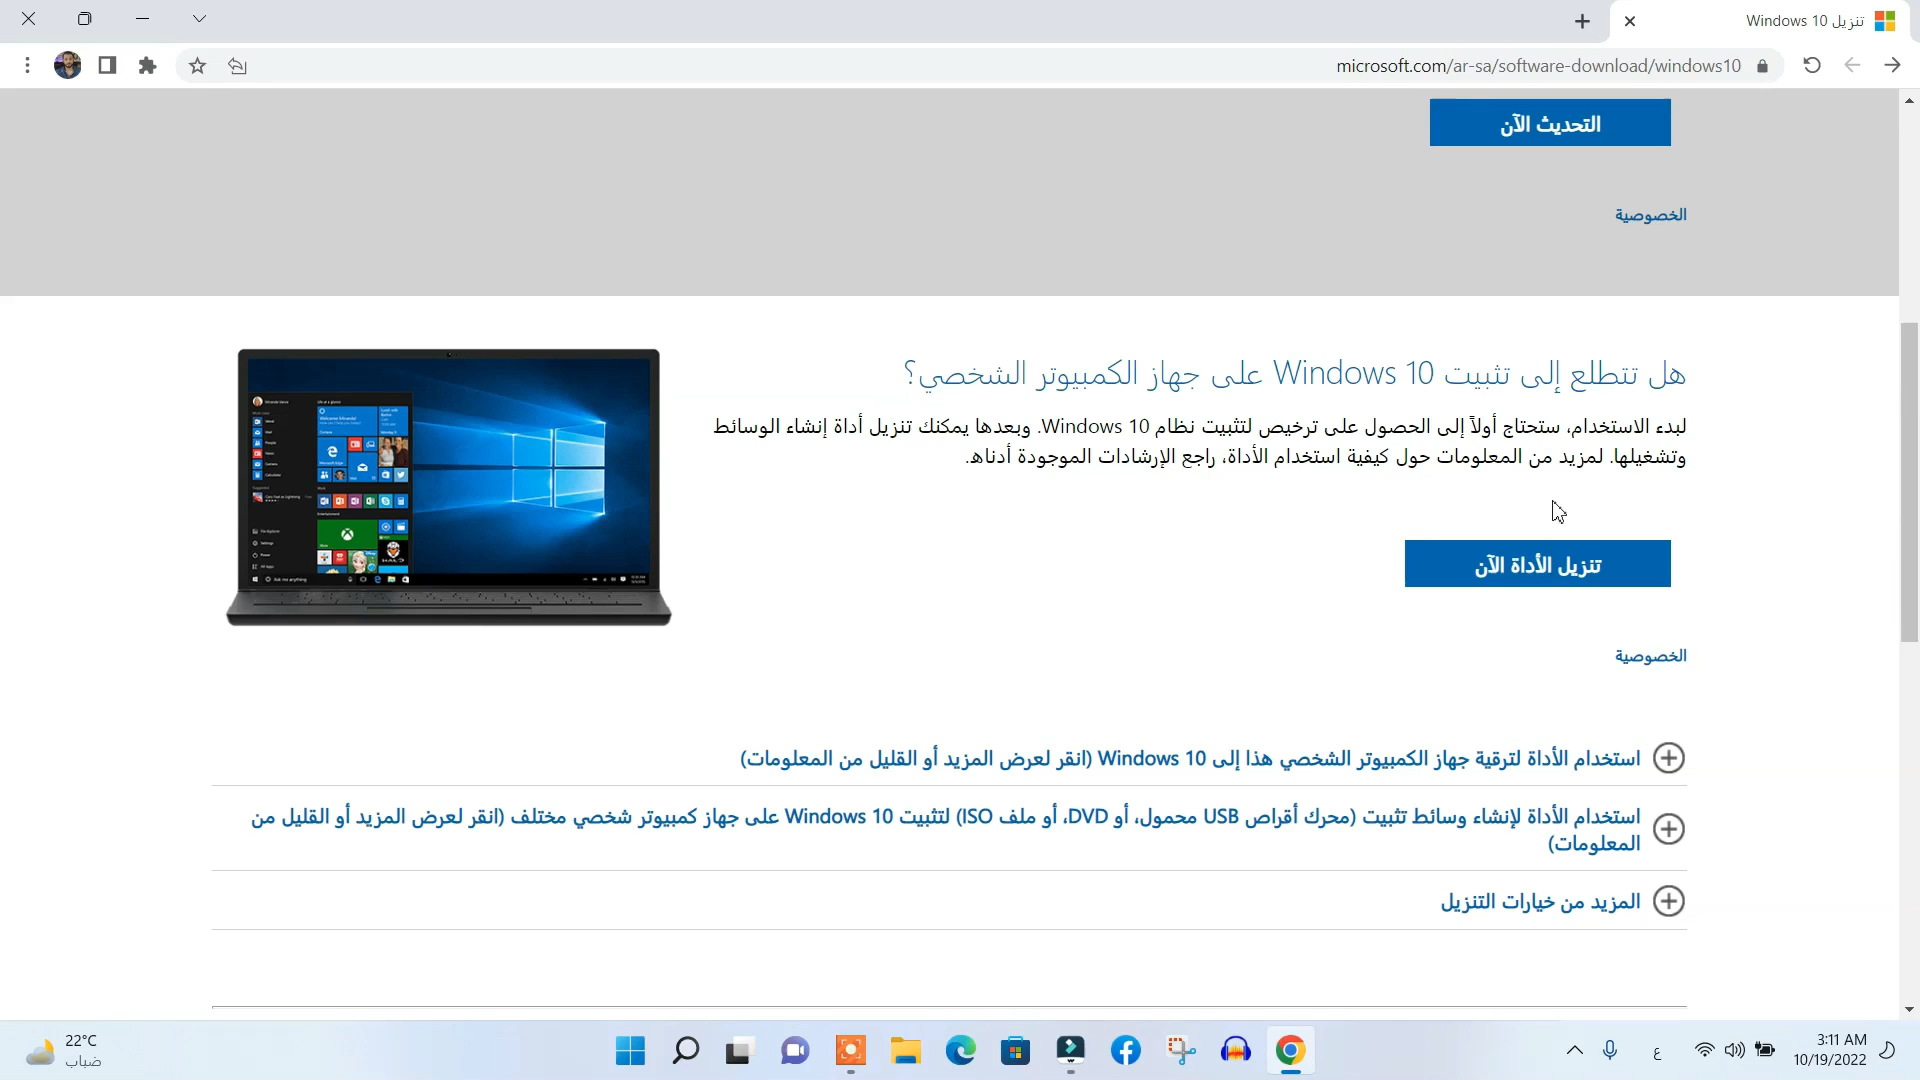 تنزيل Windows 10
microsoft.com/ar-sa/software-download/windows10
التحديث الآن
الخصوصية
هل تتطلع إلى تثبيت Windows 10 على جهاز الكمبيوتر الشخصي؟
لبدء الاستخدام، ستحتاج أولاً إلى الحصول على ترخيص لتثبيت نظام Windows 10. وبعدها يمكنك تنزيل أداة إنشاء الوسائط
وتشغيلها. لمزيد من المعلومات حول كيفية استخدام الأداة، راجع الإرشادات الموجودة أدناه.
تنزيل الأداة الآن
الخصوصية
استخدام الأداة لترقية جهاز الكمبيوتر الشخصي هذا إلى Windows 10 (انقر لعرض المزيد أو القليل من المعلومات)
استخدام الأداة لإنشاء وسائط تثبيت (محرك أقراص USB محمول، أو DVD، أو ملف ISO) لتثبيت Windows 10 على جهاز كمبيوتر شخصي مختلف (انقر لعرض المزيد أو القليل من
المعلومات)
المزيد من خيارات التنزيل
22°C
ضباب
ع
3:11 AM
10/19/2022